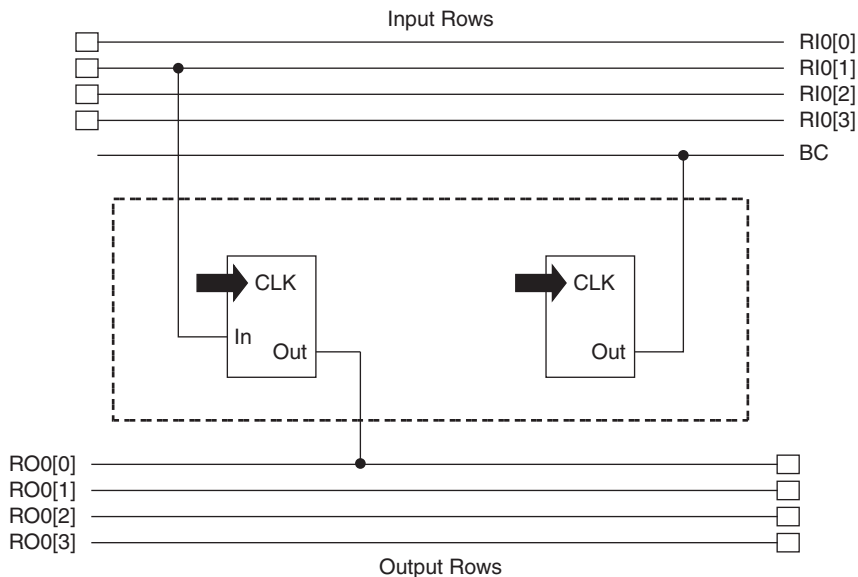 Input Rows
RI0[0]
RI0[1]
RI0[2]
RI0[3]
BC
CLK
In
Out
CLK
Out
RO0[0]
RO0[1]
RO0[2]
RO0[3]
Output Rows